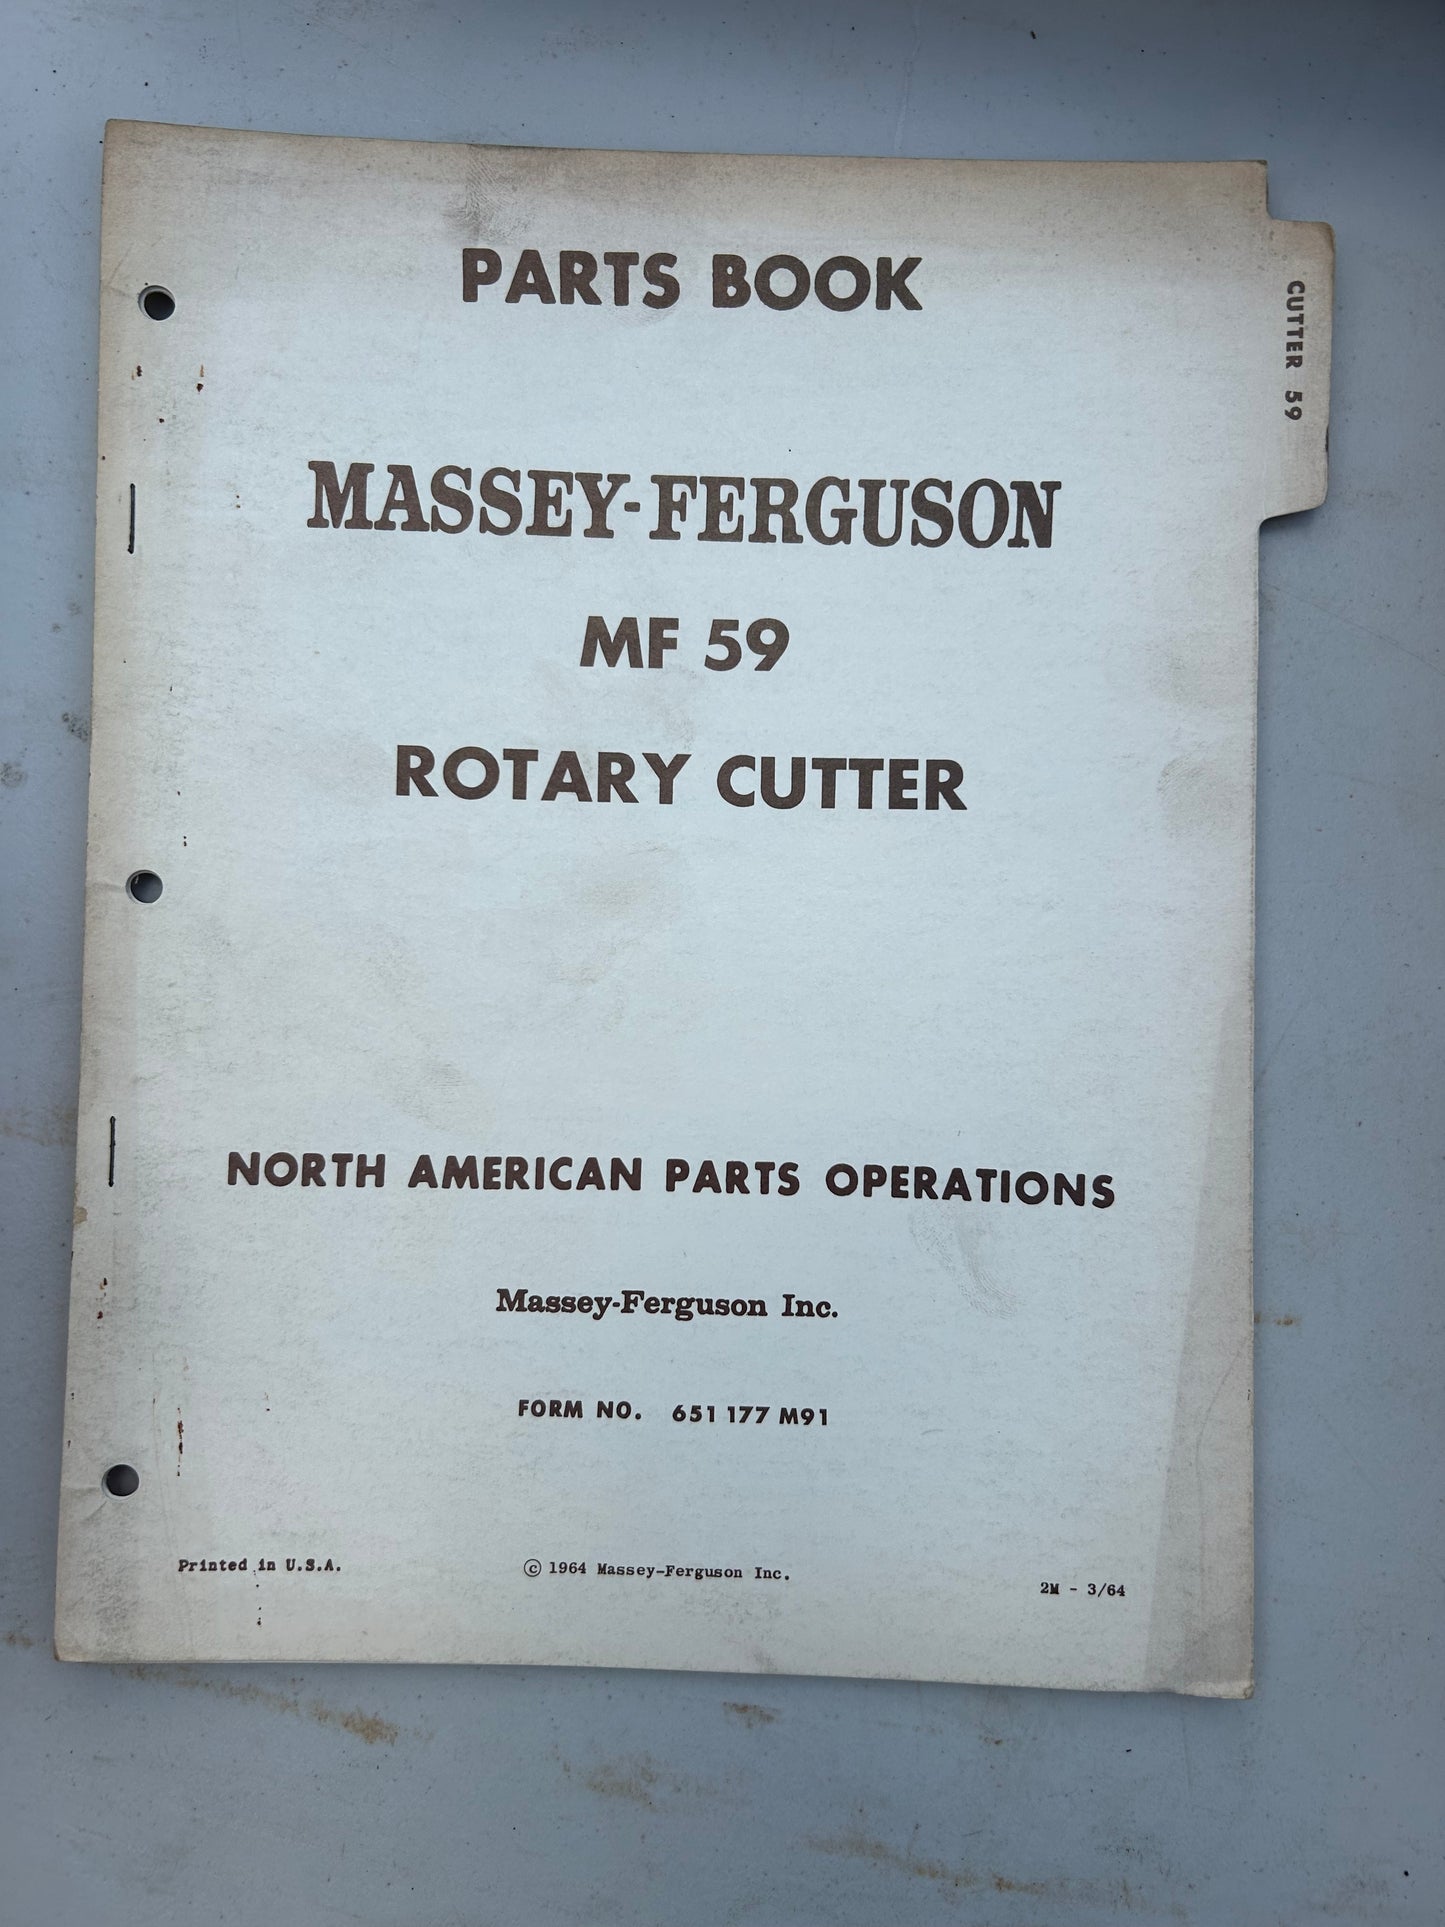 PARTS BOOK
CUTTER 59
MASSEY-FERGUSON
MF 59
ROTARY CUTTER
NORTH AMERICAN PARTS OPERATIONS
Massey-Ferguson Inc.
FORM NO. 651 177 M91
Printed in U.S.A.
© 1964 Massey-Ferguson Inc.
2M - 3/64